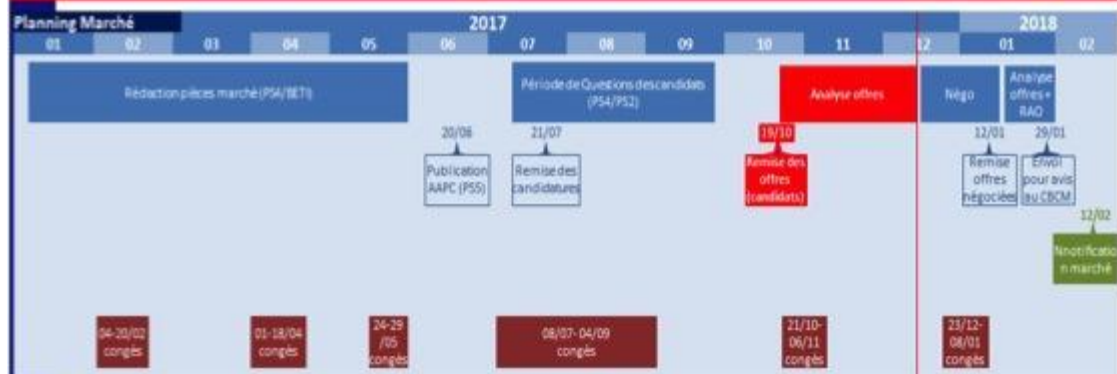 Planning Marché
2017
2018
01 02 03 04 05 06 07 08 09 10 11 12 01 02
Rédaction pièces marché (PS4/BETI)
Période de Questions des candidats
(PS4/PS2)
Analyse offres
Négo
Analyse
offres+
RAO
20/06
Publication
AAPC (PS5)
21/07
Remise des
candidatures
19/10
Remise des
offres
(candidats)
12/01
Remise
offres
négociées
29/01
Envoi
pour avis
au CBCM
12/02
Nnotificatio
n marché
04-20/02
congés
01-18/04
congés
24-29
/05
congés
08/07- 04/09
congés
21/10-
06/11
congés
23/12-
08/01
congés